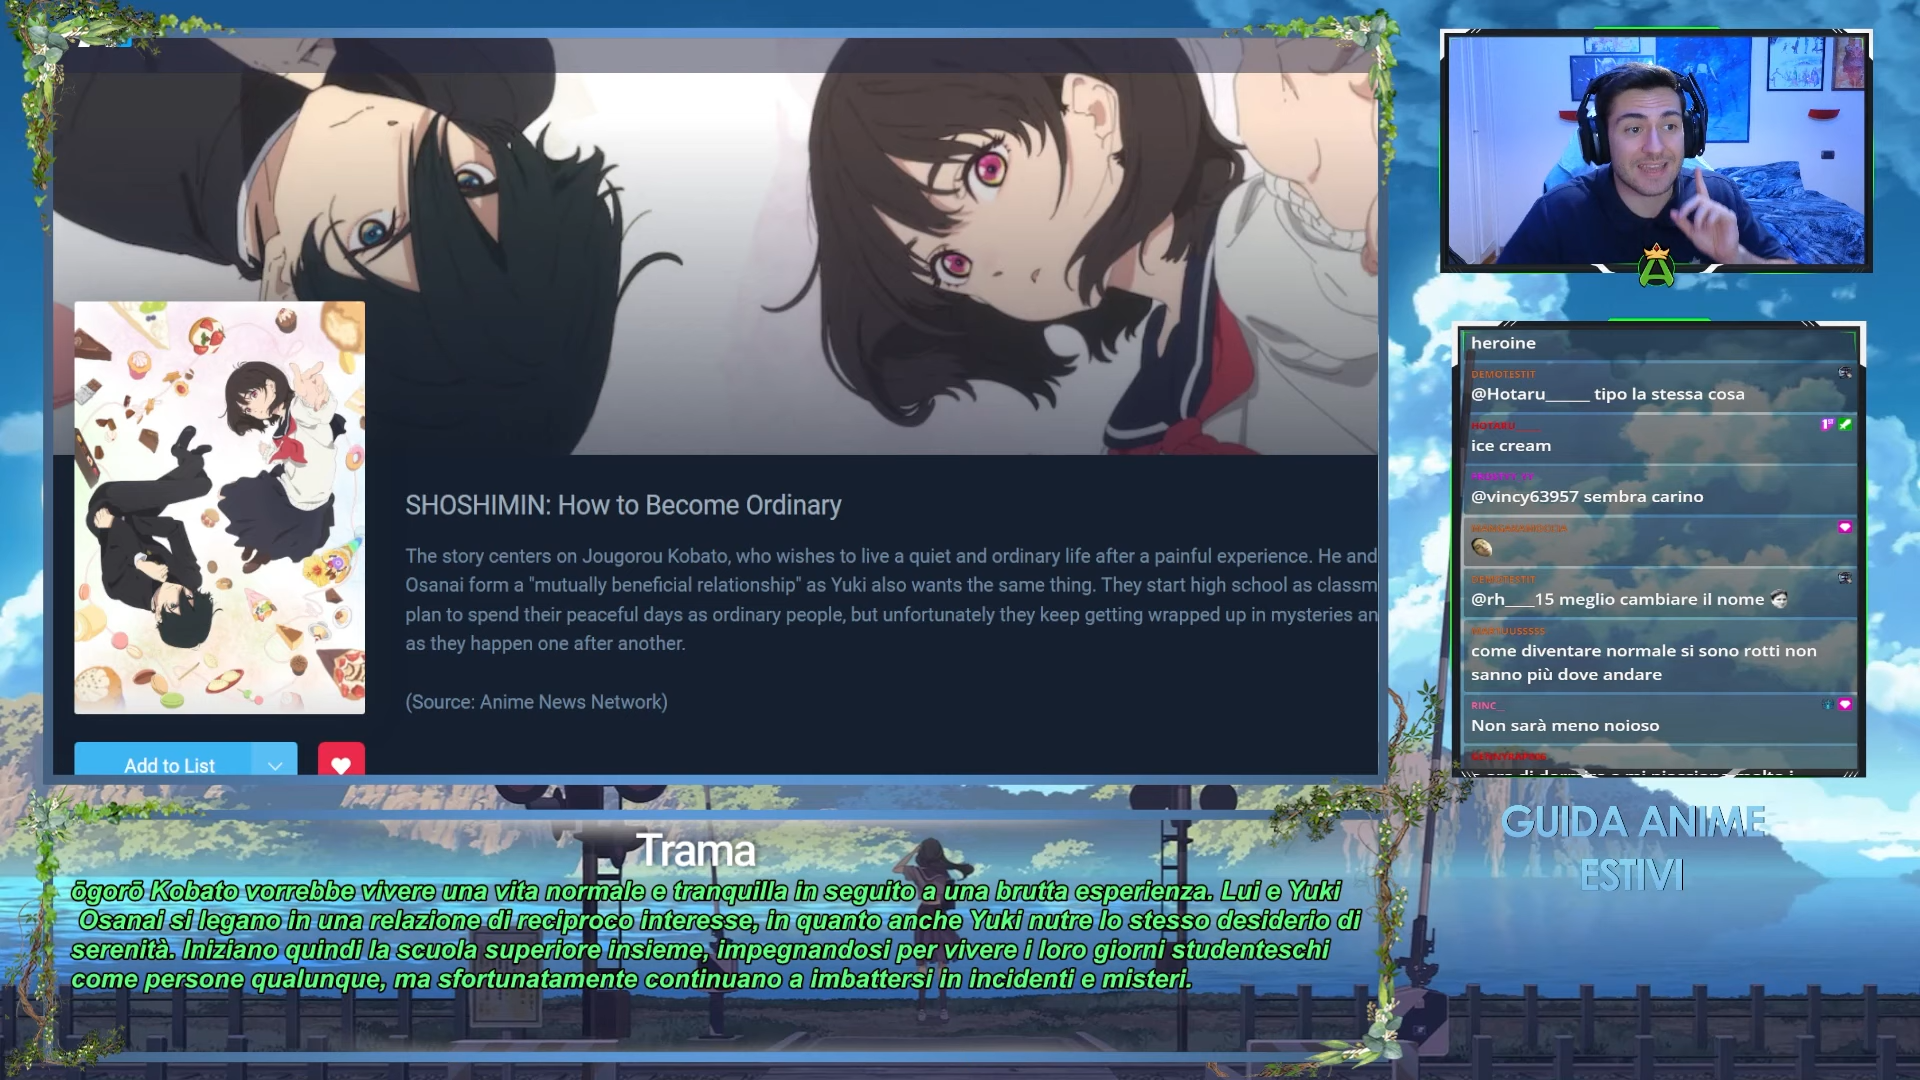 SHOSHIMIN: How to Become Ordinary
The story centers on Jougorou Kobato, who wishes to live a quiet and ordinary life after a painful experience. He and
Osanai form a "mutually beneficial relationship" as Yuki also wants the same thing. They start high school as classm
plan to spend their peaceful days as ordinary people, but unfortunately they keep getting wrapped up in mysteries an
as they happen one after another.
(Source: Anime News Network)
Add to List
heroine
DEMOTESTIT
@Hotaru_____ tipo la stessa cosa
HOTARU_____
ice cream
@vincy63957 sembra carino
DEMOTESTIT
@rh____15 meglio cambiare il nome
come diventare normale si sono rotti non
sanno più dove andare
RINC_
Non sarà meno noioso
GUIDA ANIME
ESTIVI
Trama
ōgorō Kobato vorrebbe vivere una vita normale e tranquilla in seguito a una brutta esperienza. Lui e Yuki
Osanai si legano in una relazione di reciproco interesse, in quanto anche Yuki nutre lo stesso desiderio di
serenità. Iniziano quindi la scuola superiore insieme, impegnandosi per vivere i loro giorni studenteschi
come persone qualunque, ma sfortunatamente continuano a imbattersi in incidenti e misteri.